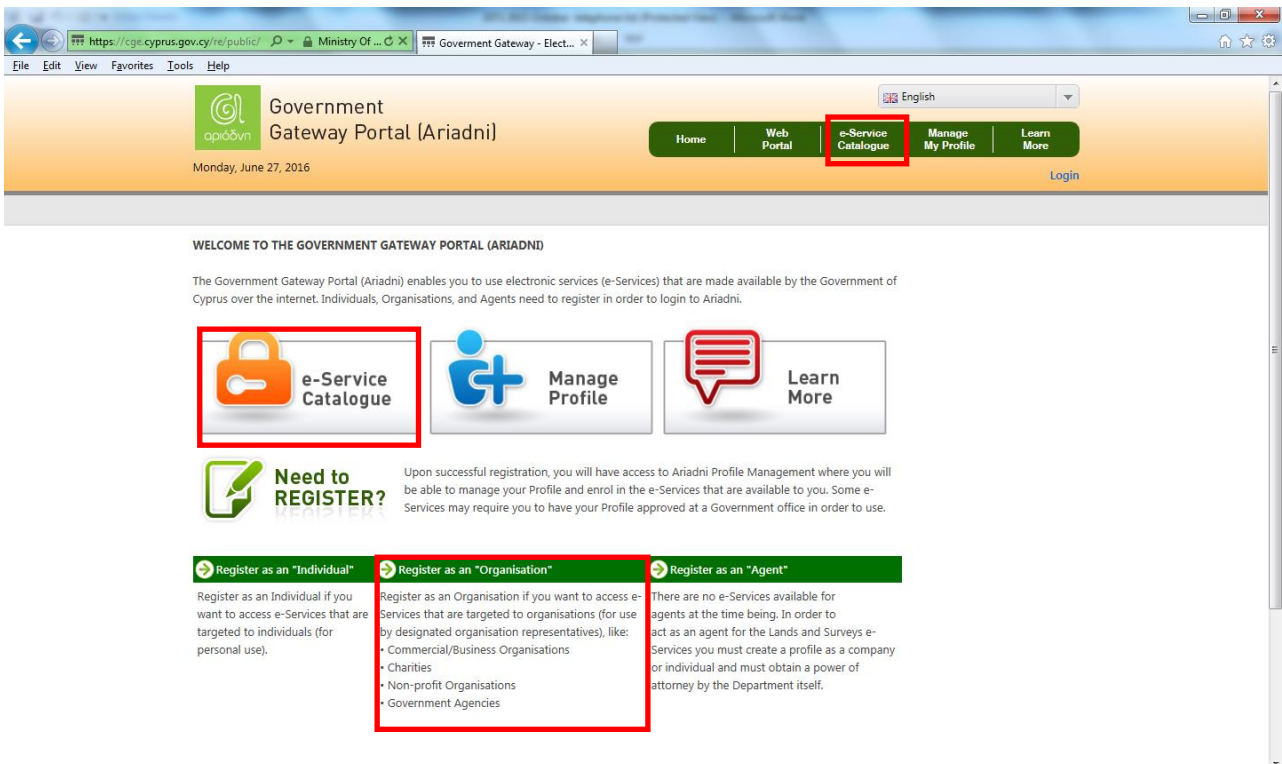 https://cge.cyprus.gov.cy/re/public/
Ministry Of ...
Goverment Gateway - Elect...
File Edit View Favorites Tools Help
αριάδνη
Government
Gateway Portal (Ariadni)
English
Home
Web
Portal
e-Service
Catalogue
Manage
My Profile
Learn
More
Monday, June 27, 2016
Login
WELCOME TO THE GOVERNMENT GATEWAY PORTAL (ARIADNI)
The Government Gateway Portal (Ariadni) enables you to use electronic services (e-Services) that are made available by the Government of
Cyprus over the internet. Individuals, Organisations, and Agents need to register in order to login to Ariadni.
e-Service
Catalogue
Manage
Profile
Learn
More
Need to
REGISTER?
Upon successful registration, you will have access to Ariadni Profile Management where you will
be able to manage your Profile and enrol in the e-Services that are available to you. Some e-
Services may require you to have your Profile approved at a Government office in order to use.
Register as an "Individual"
Register as an Individual if you
want to access e-Services that are
targeted to individuals (for
personal use).
Register as an "Organisation"
Register as an Organisation if you want to access e-
Services that are targeted to organisations (for use
by designated organisation representatives), like:
• Commercial/Business Organisations
• Charities
• Non-profit Organisations
• Government Agencies
Register as an "Agent"
There are no e-Services available for
agents at the time being. In order to
act as an agent for the Lands and Surveys e-
Services you must create a profile as a company
or individual and must obtain a power of
attorney by the Department itself.